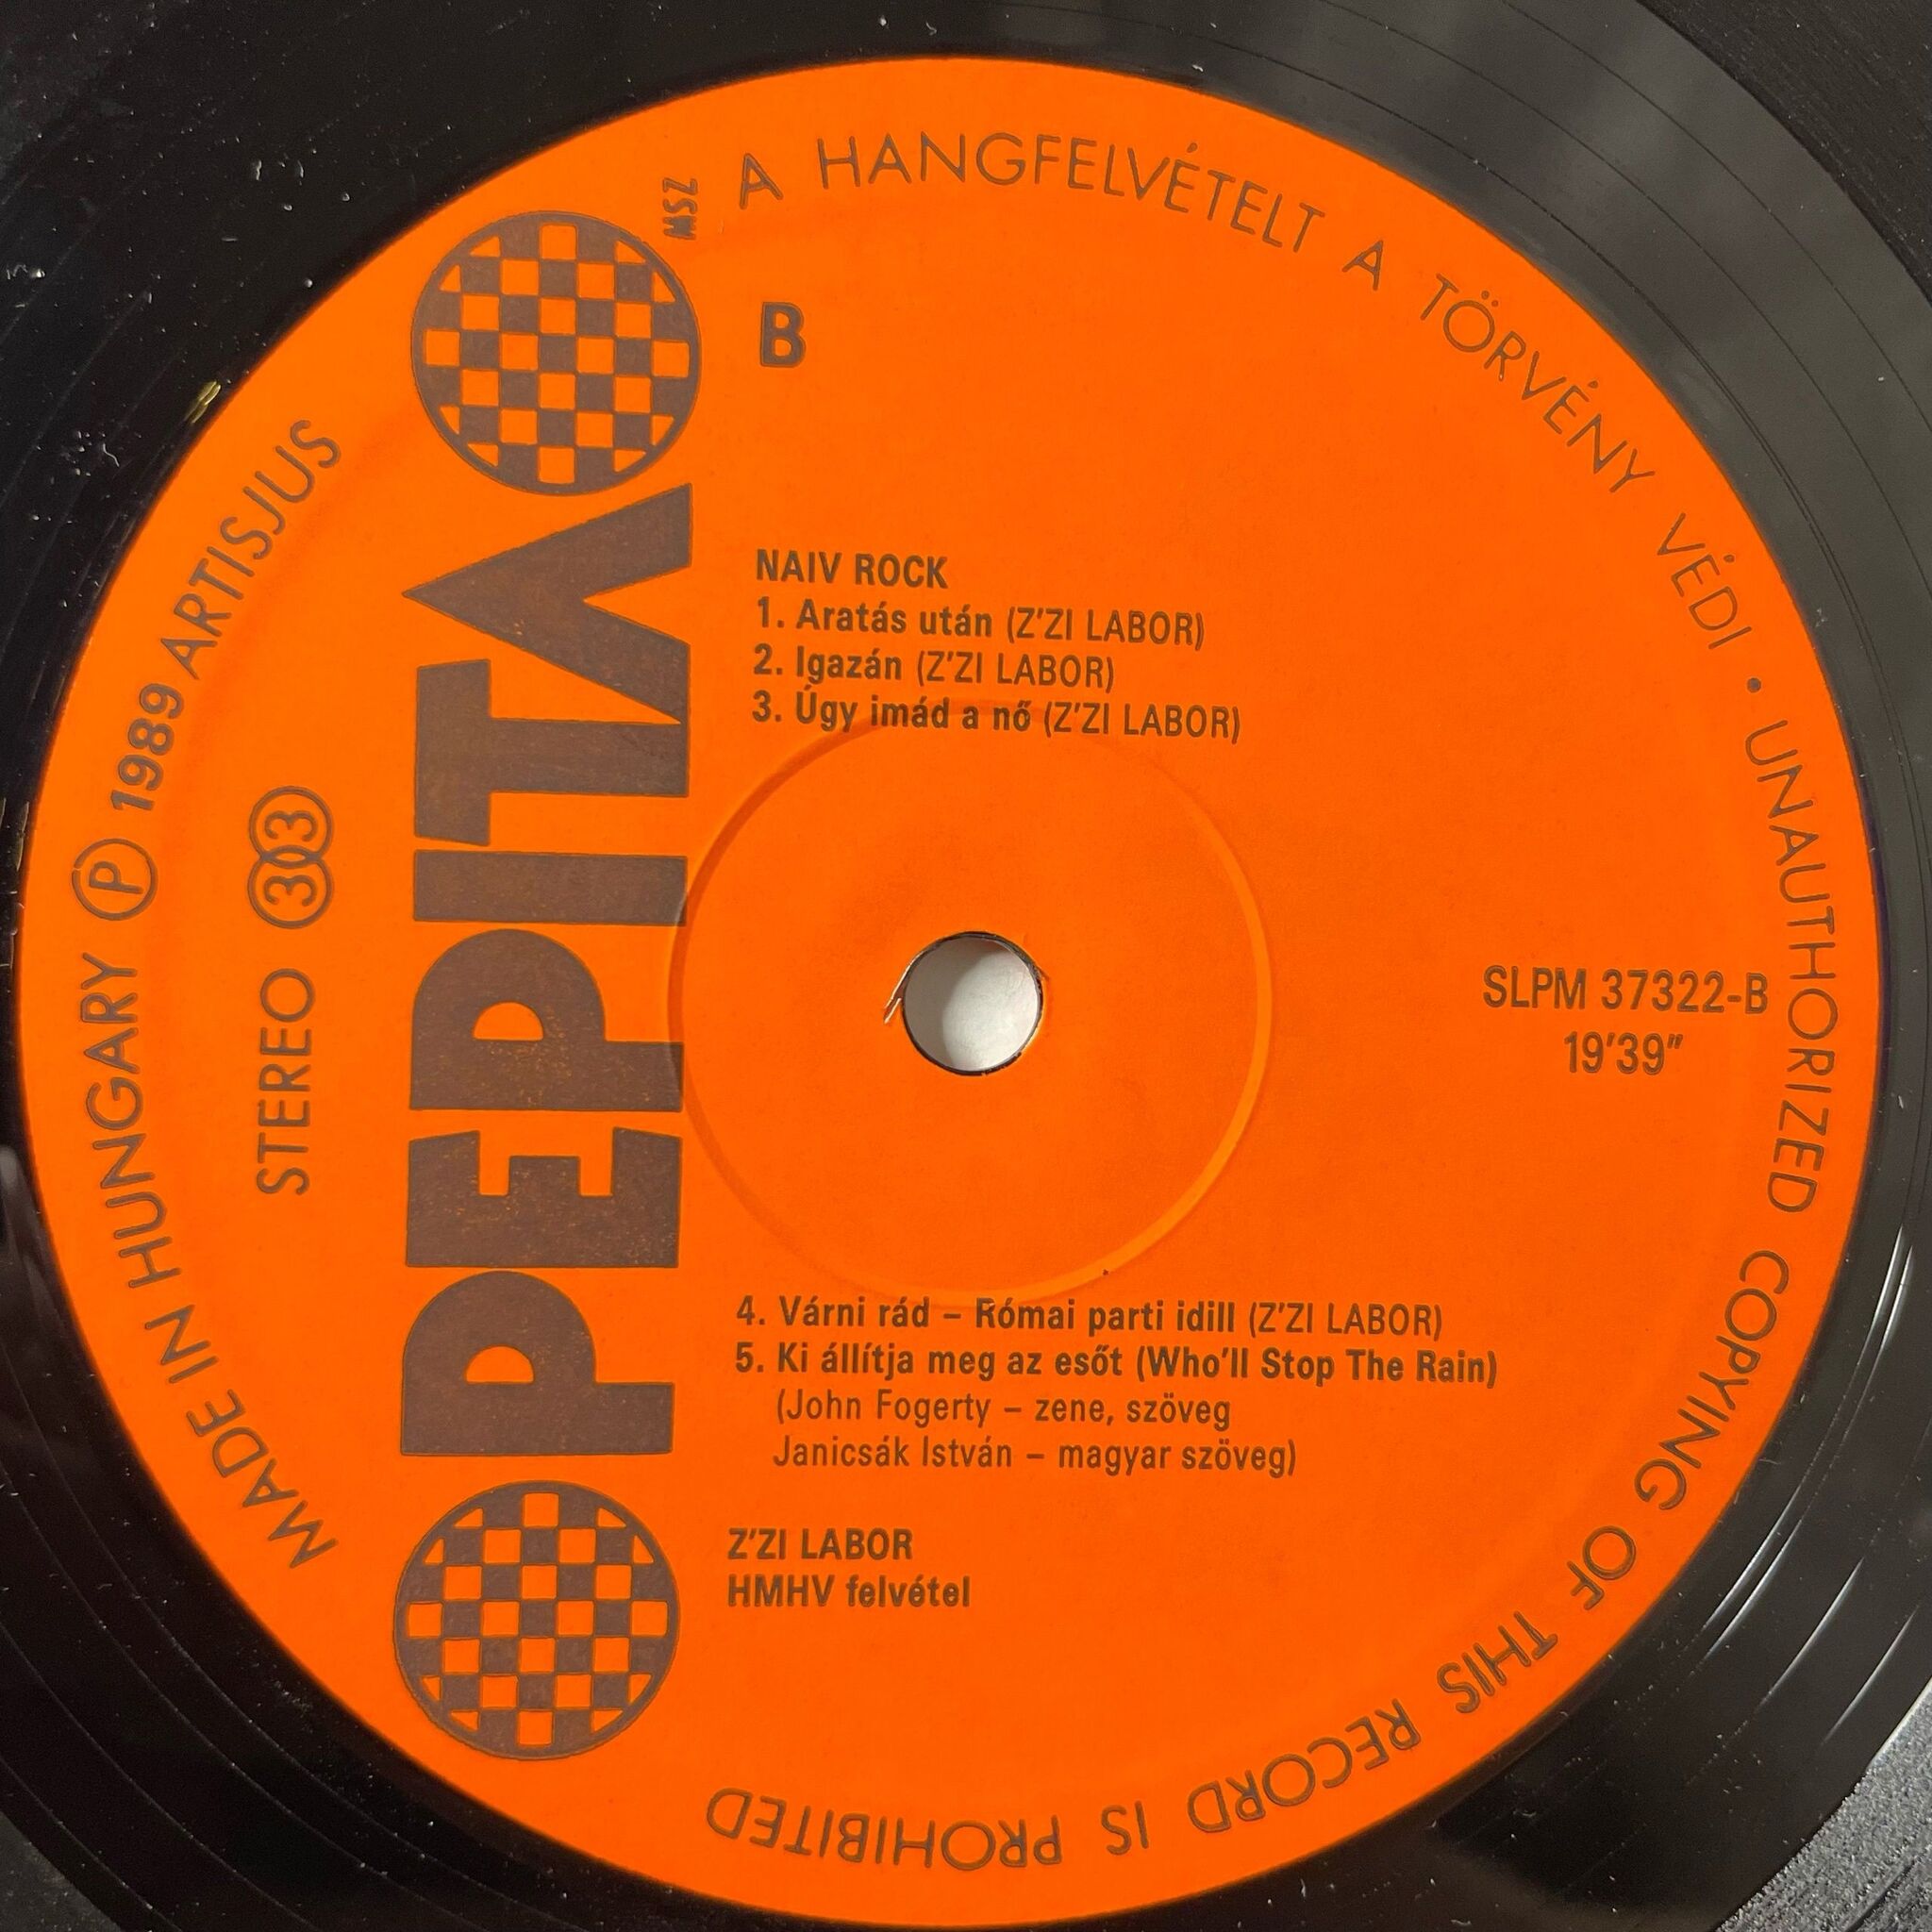 A HANGFELVÉTELT A TÖRVÉNY VÉDI • UNAUTHORIZED COPYING OF THIS RECORD IS PROHIBITED
MADE IN HUNGARY Ⓟ 1989 ARTISJUS
STEREO 33
PEPITA
MSZ
B
NAIV ROCK
1. Aratás után (Z'ZI LABOR)
2. Igazán (Z'ZI LABOR)
3. Úgy imád a nő (Z'ZI LABOR)
SLPM 37322-B
19'39"
4. Várni rád – Római parti idill (Z'ZI LABOR)
5. Ki állítja meg az esőt (Who'll Stop The Rain)
(John Fogerty – zene, szöveg
Janicsák István – magyar szöveg)
Z'ZI LABOR
HMHV felvétel